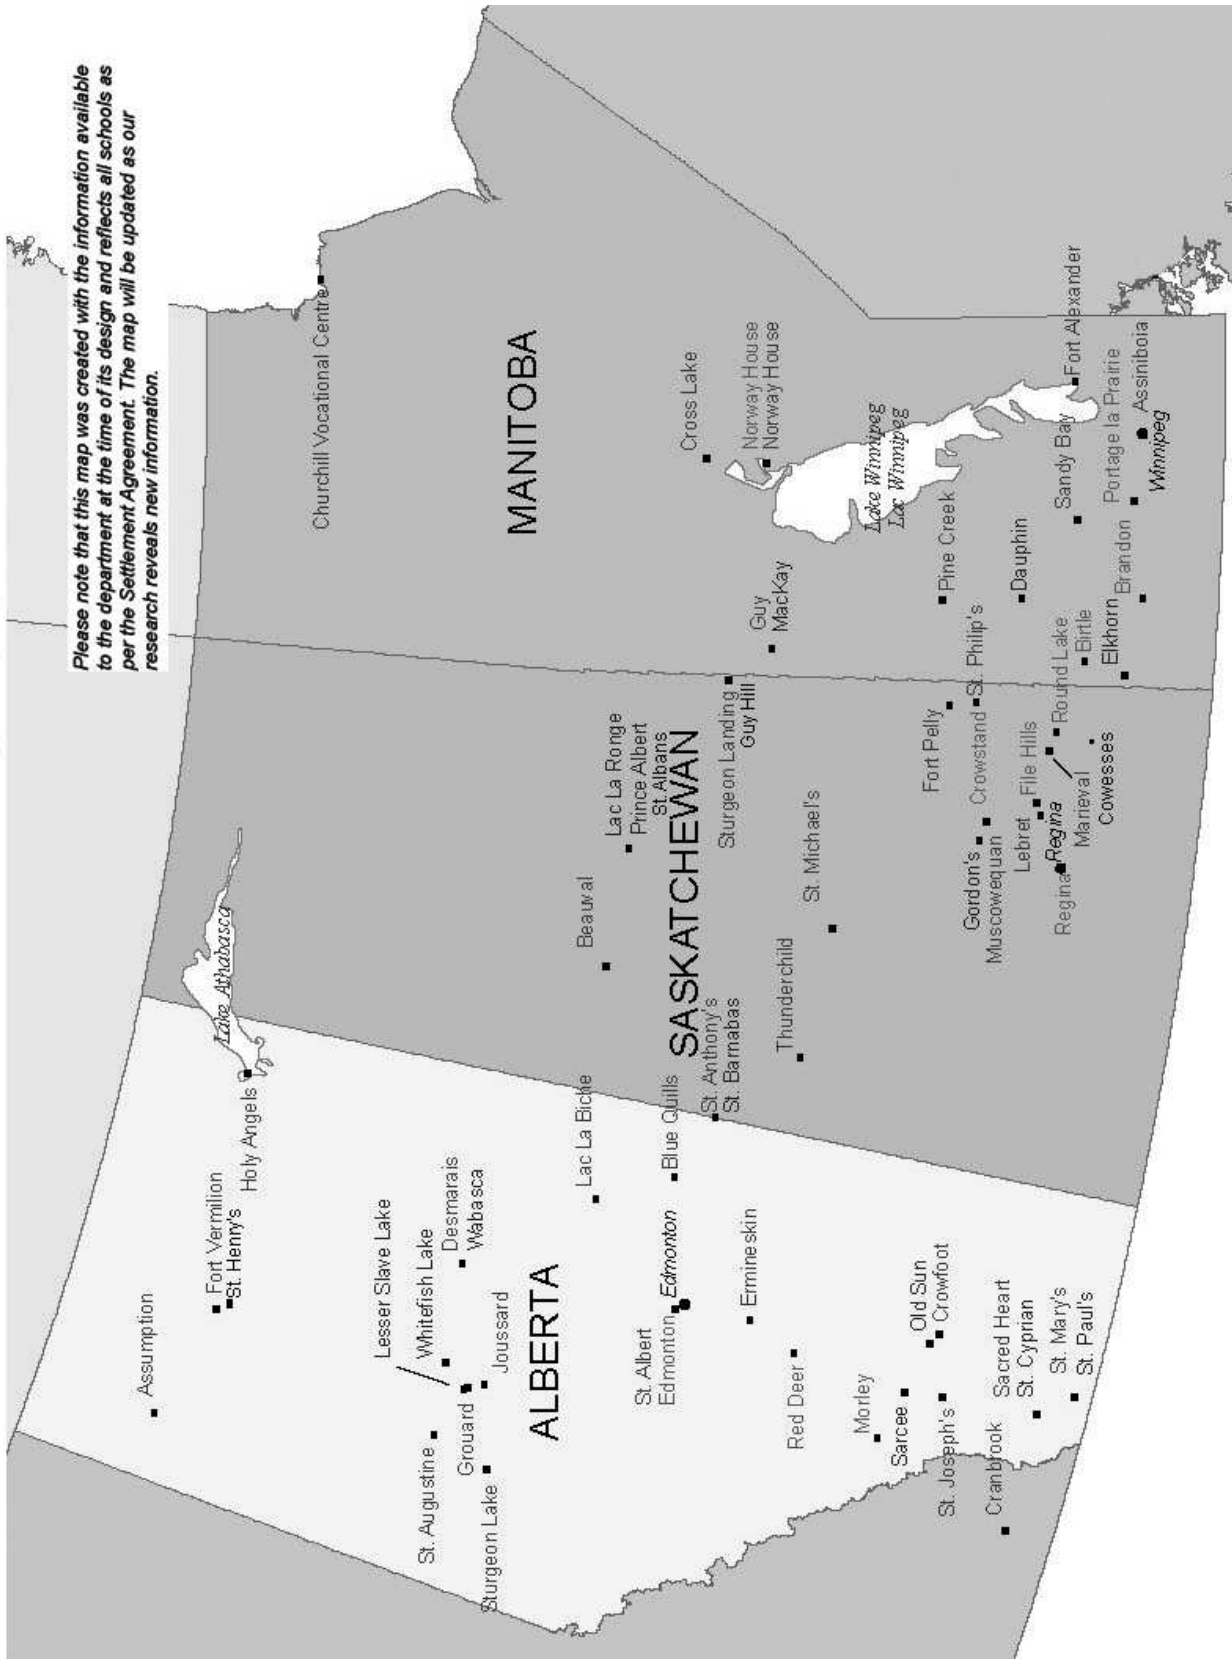 Please note that this map was created with the information available
to the department at the time of its design and reflects all schools as
per the Settlement Agreement. The map will be updated as our
research reveals new information.
Assumption
Fort Vermilion
St. Henry's
Holy Angels
Lake Athabasca
Churchill Vocational Centre
Lesser Slave Lake
Whitefish Lake
Desmarais
Wabasca
St. Augustine
Grouard
Sturgeon Lake
Joussard
ALBERTA
Lac La Biche
Beauval
Lac La Ronge
Prince Albert
St. Albans
MANITOBA
Cross Lake
Norway House
Norway House
St. Albert
Edmonton
Edmonton
Blue Quills
SASKATCHEWAN
St. Anthony's
St. Barnabas
Sturgeon Landing
Guy Hill
Guy
MacKay
Ermineskin
Red Deer
Thunderchild
St. Michael's
Lake Winnipeg
Lac Winnipeg
Morley
Sarcee
St. Joseph's
Old Sun
Crowfoot
Fort Pelly
Crowstand
St. Philip's
Pine Creek
Dauphin
Gordon's
Muscowequan
Lebret
File Hills
Round Lake
Regina
Regina
Marieval
Cowesses
Birtle
Elkhorn
Brandon
Sandy Bay
Fort Alexander
Portage la Prairie
Assiniboia
Winnipeg
Cranbrook
Sacred Heart
St. Cyprian
St. Mary's
St. Paul's